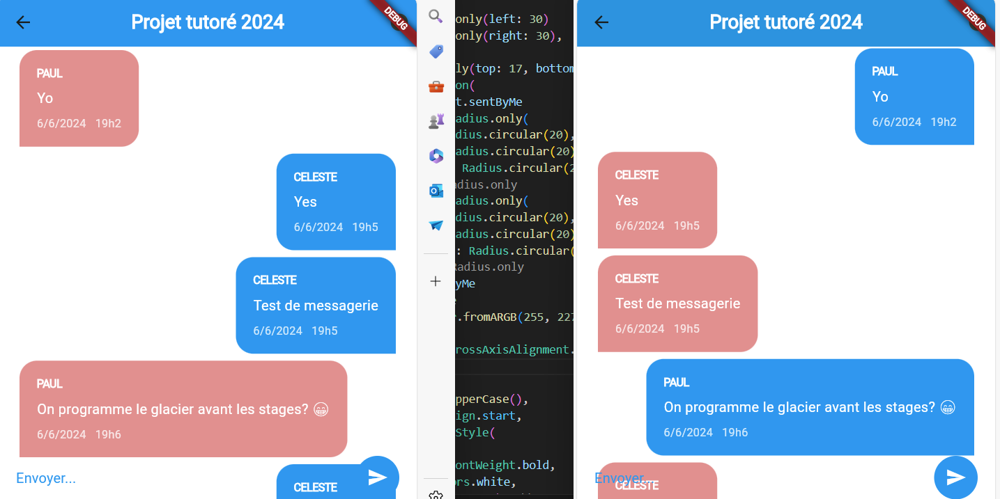 Projet tutoré 2024
DEBUG
PAUL
Yo
6/6/2024 19h2
CELESTE
Yes
6/6/2024 19h5
CELESTE
Test de messagerie
6/6/2024 19h5
PAUL
On programme le glacier avant les stages? 😁
6/6/2024 19h6
CELESTE
Envoyer...
only(left: 30)
only(right: 30),
ly(top: 17, bottom
on(
t.sentByMe
adius.only(
dius.circular(20),
adius.circular(20)
Radius.circular(2
dius.only
adius.only(
dius.circular(20),
adius.circular(20)
: Radius.circular(
Radius.only
yMe
r.fromARGB(255, 227
rossAxisAlignment.
pperCase(),
ign.start,
Style(
ontWeight.bold,
ors.white,
Projet tutoré 2024
DEBUG
PAUL
Yo
6/6/2024 19h2
CELESTE
Yes
6/6/2024 19h5
CELESTE
Test de messagerie
6/6/2024 19h5
PAUL
On programme le glacier avant les stages? 😁
6/6/2024 19h6
CELESTE
Envoyer...